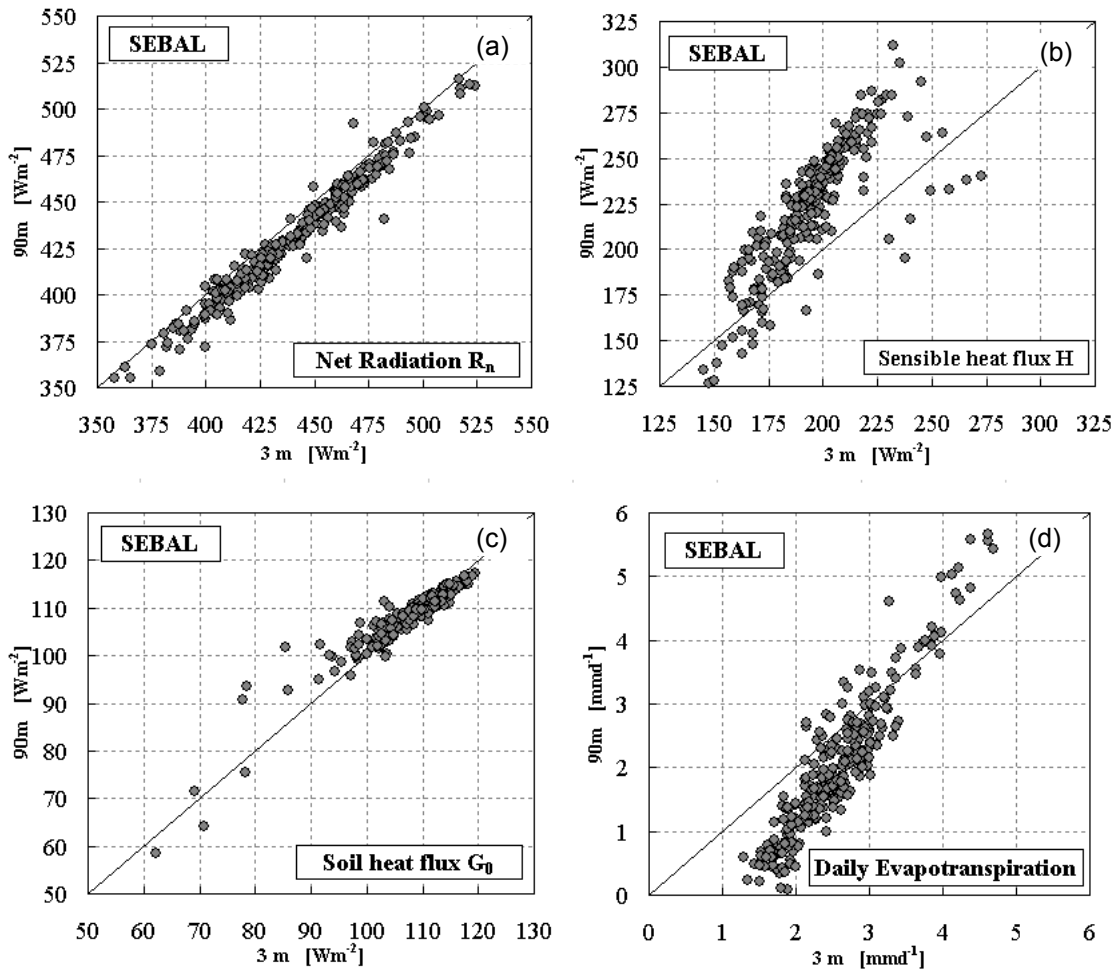 SEBAL
(a)
550
525
500
475
450
425
400
375
350
90m [Wm⁻²]
Net Radiation Rₙ
350 375 400 425 450 475 500 525 550
3 m [Wm⁻²]
SEBAL
(b)
325
300
275
250
225
200
175
150
125
90m [Wm⁻²]
Sensible heat flux H
125 150 175 200 225 250 275 300 325
3 m [Wm⁻²]
SEBAL
(c)
130
120
110
100
90
80
70
60
50
90m [Wm⁻²]
Soil heat flux G₀
50 60 70 80 90 100 110 120 130
3 m [Wm⁻²]
SEBAL
(d)
6
5
4
3
2
1
0
90m [mmd⁻¹]
Daily Evapotranspiration
0 1 2 3 4 5 6
3 m [mmd⁻¹]